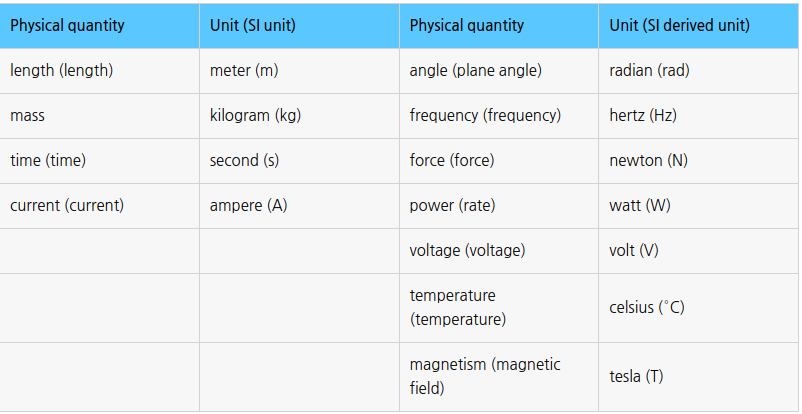 Physical quantity Unit (SI unit) Physical quantity Unit (SI derived unit)
length (length) meter (m) angle (plane angle) radian (rad)
mass kilogram (kg) frequency (frequency) hertz (Hz)
time (time) second (s) force (force) newton (N)
current (current) ampere (A) power (rate) watt (W)
voltage (voltage) volt (V)
temperature
(temperature) celsius (˚C)
magnetism (magnetic
field) tesla (T)